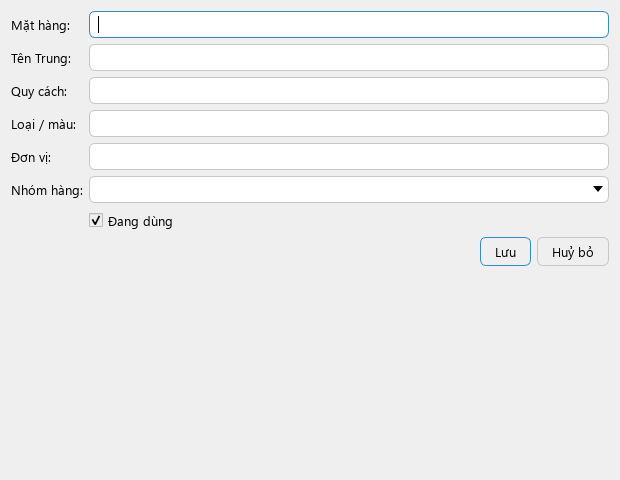 Mặt hàng:
Tên Trung:
Quy cách:
Loại / màu:
Đơn vị:
Nhóm hàng:
Đang dùng
Lưu
Huỷ bỏ